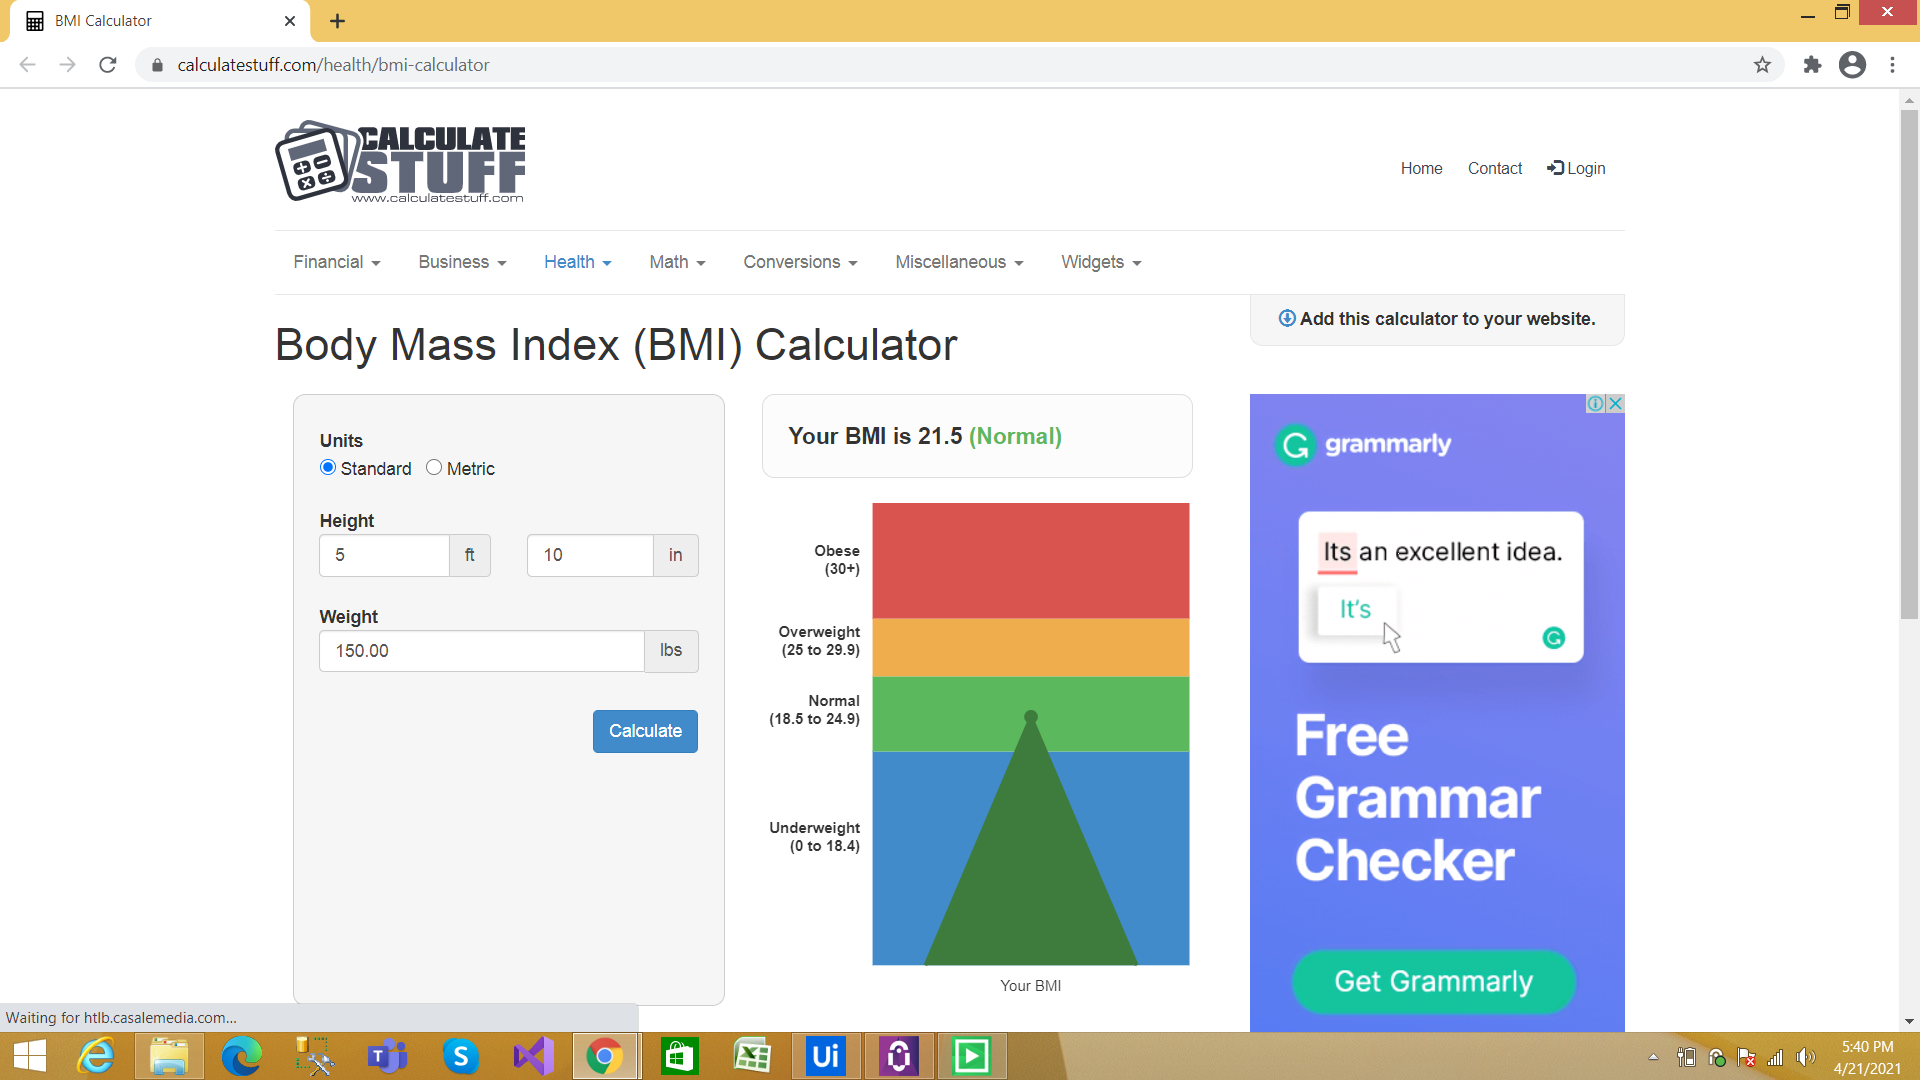 BMI Calculator
calculatestuff.com/health/bmi-calculator
CALCULATE
STUFF
www.calculatestuff.com
Home Contact Login
Financial Business Health Math Conversions Miscellaneous Widgets
Add this calculator to your website.
Body Mass Index (BMI) Calculator
Units
Standard Metric
Height
5 ft 10 in
Weight
150.00 lbs
Calculate
Your BMI is 21.5 (Normal)
Obese
(30+)
Overweight
(25 to 29.9)
Normal
(18.5 to 24.9)
Underweight
(0 to 18.4)
Your BMI
grammarly
Its an excellent idea.
It's
Free
Grammar
Checker
Get Grammarly
Waiting for htlb.casalemedia.com...
Ui
5:40 PM
4/21/2021